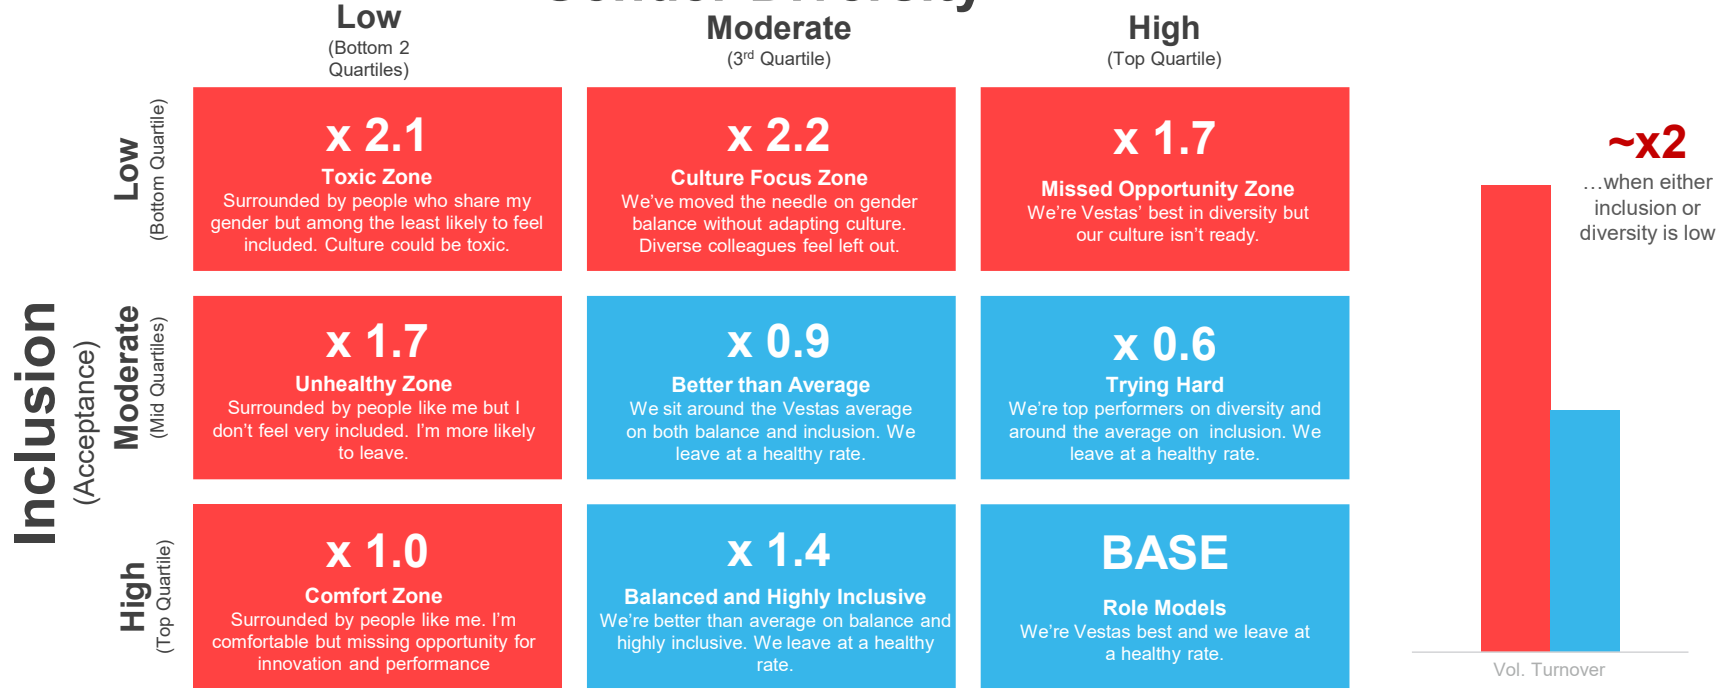 Low
(Bottom 2
Quartiles)
Moderate
(3rd Quartile)
High
(Top Quartile)
Inclusion
(Acceptance)
Low
(Bottom Quartile)
x 2.1
Toxic Zone
Surrounded by people who share my
gender but among the least likely to feel
included. Culture could be toxic.
x 2.2
Culture Focus Zone
We've moved the needle on gender
balance without adapting culture.
Diverse colleagues feel left out.
x 1.7
Missed Opportunity Zone
We're Vestas' best in diversity but
our culture isn't ready.
Moderate
(Mid Quartiles)
x 1.7
Unhealthy Zone
Surrounded by people like me but I
don't feel very included. I'm more likely
to leave.
x 0.9
Better than Average
We sit around the Vestas average
on both balance and inclusion. We
leave at a healthy rate.
x 0.6
Trying Hard
We're top performers on diversity and
around the average on inclusion. We
leave at a healthy rate.
High
(Top Quartile)
x 1.0
Comfort Zone
Surrounded by people like me. I'm
comfortable but missing opportunity for
innovation and performance
x 1.4
Balanced and Highly Inclusive
We're better than average on balance and
highly inclusive. We leave at a healthy
rate.
BASE
Role Models
We're Vestas best and we leave at
a healthy rate.
~x2
…when either
inclusion or
diversity is low
Vol. Turnover